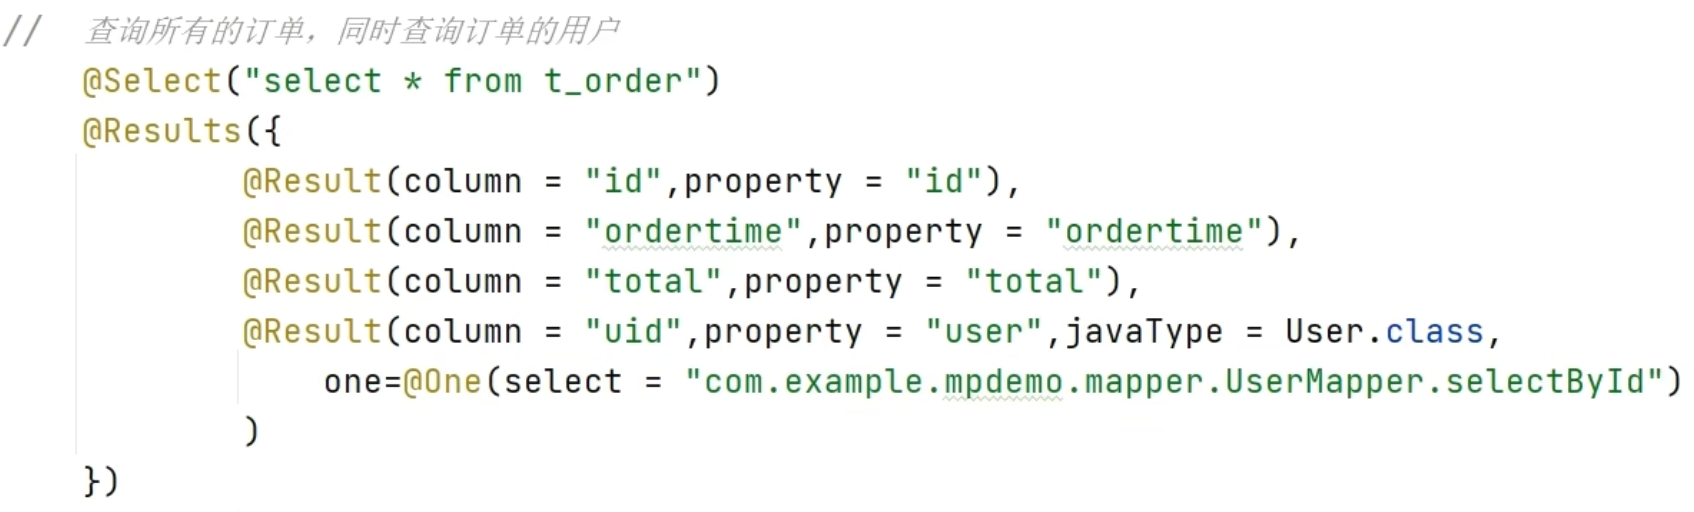 // 查询所有的订单，同时查询订单的用户
@Select("select * from t_order")
@Results({
@Result(column = "id",property = "id"),
@Result(column = "ordertime",property = "ordertime"),
@Result(column = "total",property = "total"),
@Result(column = "uid",property = "user",javaType = User.class,
one=@One(select = "com.example.mpdemo.mapper.UserMapper.selectById")
)
})